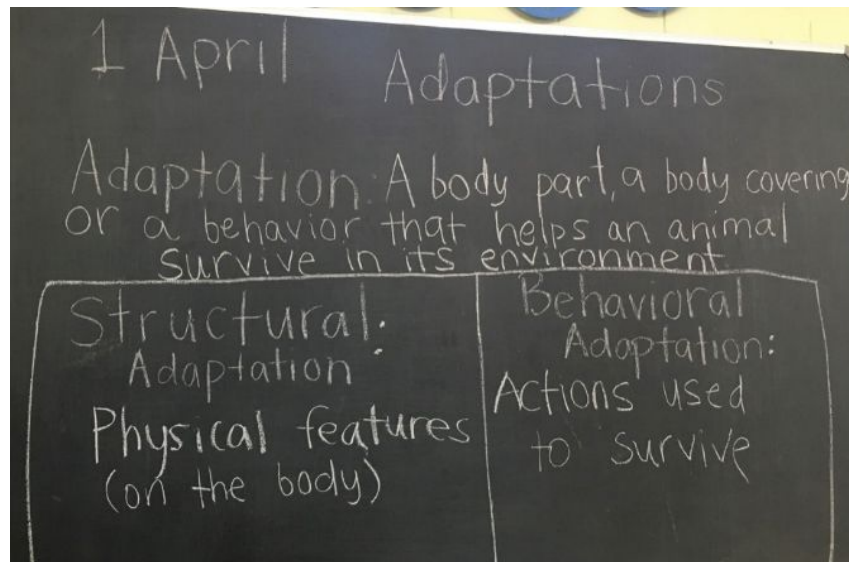 1 April
Adaptations
Adaptation: A body part, a body covering
or a behavior that helps an animal
survive in its environment.
Structural:
Adaptation
Physical features
(on the body)
Behavioral
Adaptation:
Actions used
to survive